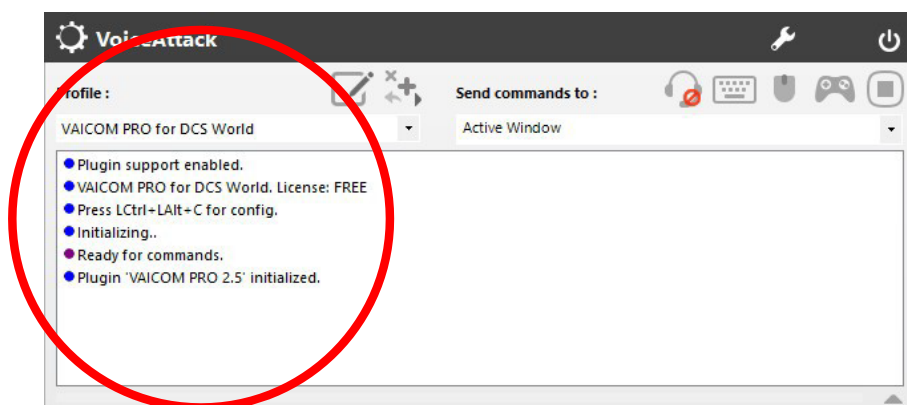 VoiceAttack
Profile :
Send commands to :
VAICOM PRO for DCS World
Active Window
Plugin support enabled.
VAICOM PRO for DCS World. License: FREE
Press LCtrl+LAlt+C for config.
Initializing..
Ready for commands.
Plugin 'VAICOM PRO 2.5' initialized.